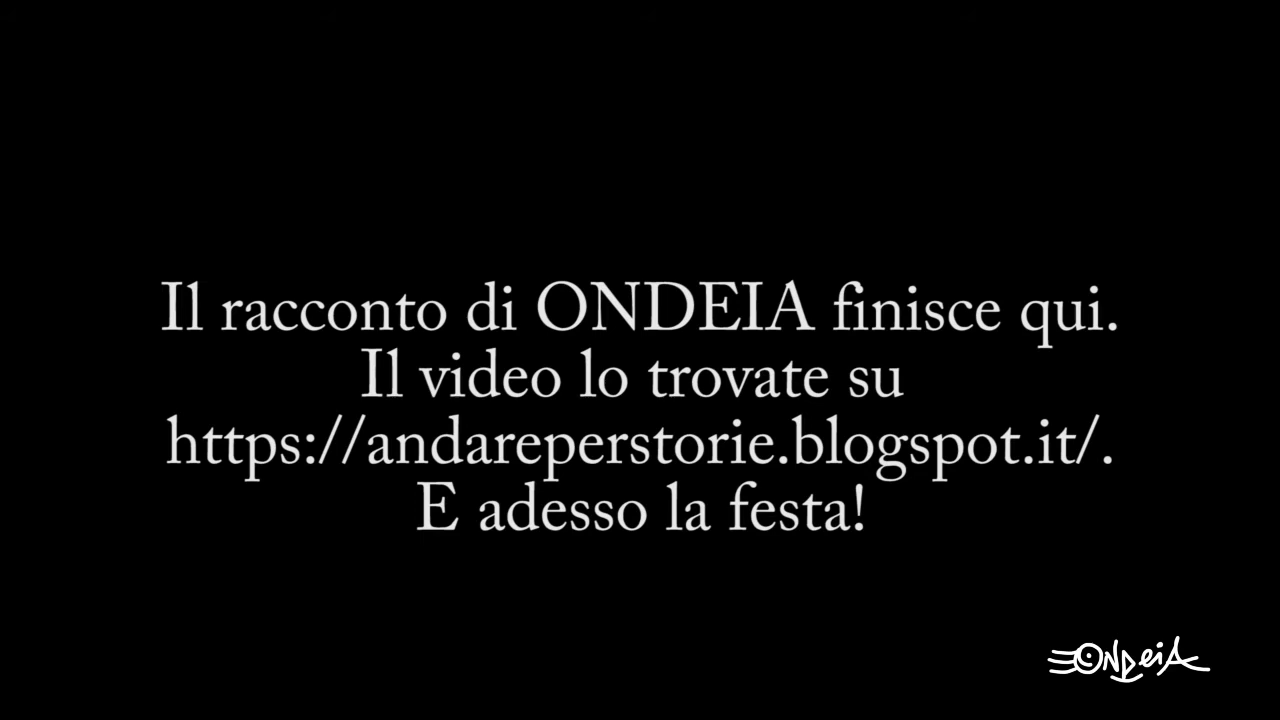 Il racconto di ONDEIA finisce qui.
Il video lo trovate su
https://andareperstorie.blogspot.it/.
E adesso la festa!
ONDeiA